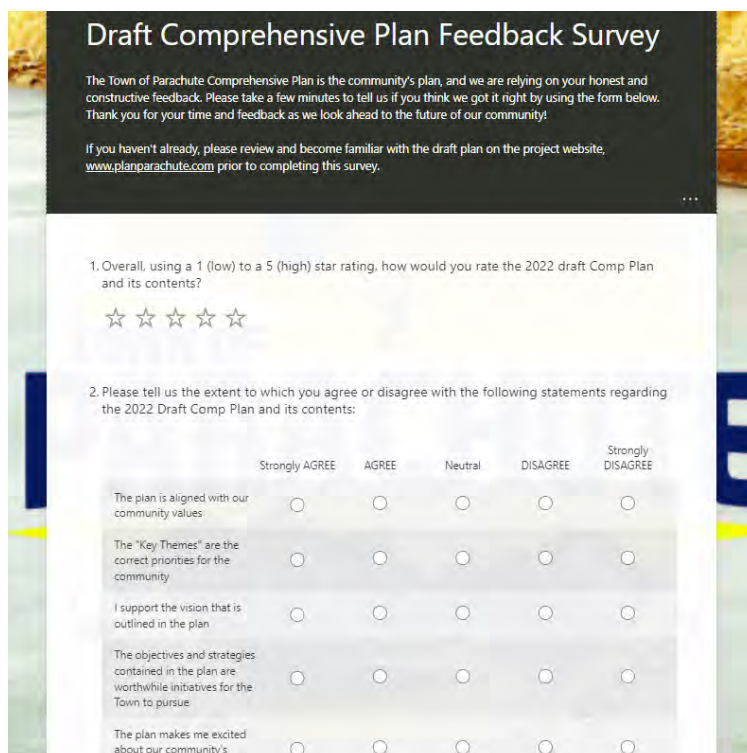 Draft Comprehensive Plan Feedback Survey
The Town of Parachute Comprehensive Plan is the community's plan, and we are relying on your honest and
constructive feedback. Please take a few minutes to tell us if you think we got it right by using the form below.
Thank you for your time and feedback as we look ahead to the future of our community!
If you haven't already, please review and become familiar with the draft plan on the project website,
www.planparachute.com prior to completing this survey.
...
1. Overall, using a 1 (low) to a 5 (high) star rating, how would you rate the 2022 draft Comp Plan
and its contents?
2. Please tell us the extent to which you agree or disagree with the following statements regarding
the 2022 Draft Comp Plan and its contents:
Strongly AGREE AGREE Neutral DISAGREE Strongly
DISAGREE
The plan is aligned with our
community values
The "Key Themes" are the
correct priorities for the
community
I support the vision that is
outlined in the plan
The objectives and strategies
contained in the plan are
worthwhile initiatives for the
Town to pursue
The plan makes me excited
about our community's